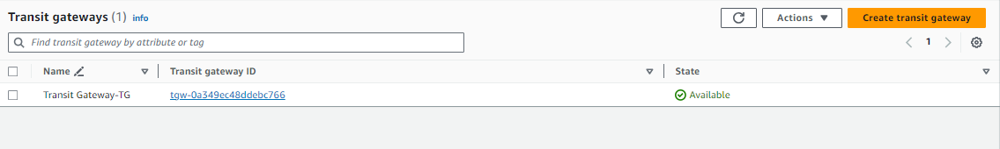 Transit gateways (1) Info
Actions
Create transit gateway
Find transit gateway by attribute or tag
1
Name
Transit gateway ID
State
Transit Gateway-TG
tgw-0a349ec48ddebc766
Available